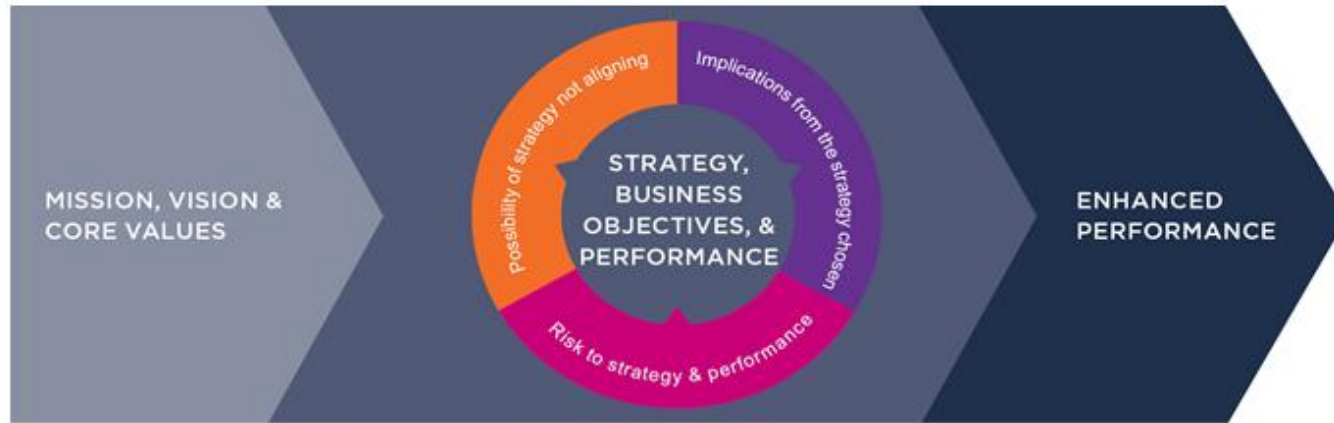 MISSION, VISION &
CORE VALUES
Possibility of strategy not aligning
Implications from the strategy chosen
STRATEGY,
BUSINESS
OBJECTIVES, &
PERFORMANCE
Risk to strategy & performance
ENHANCED
PERFORMANCE